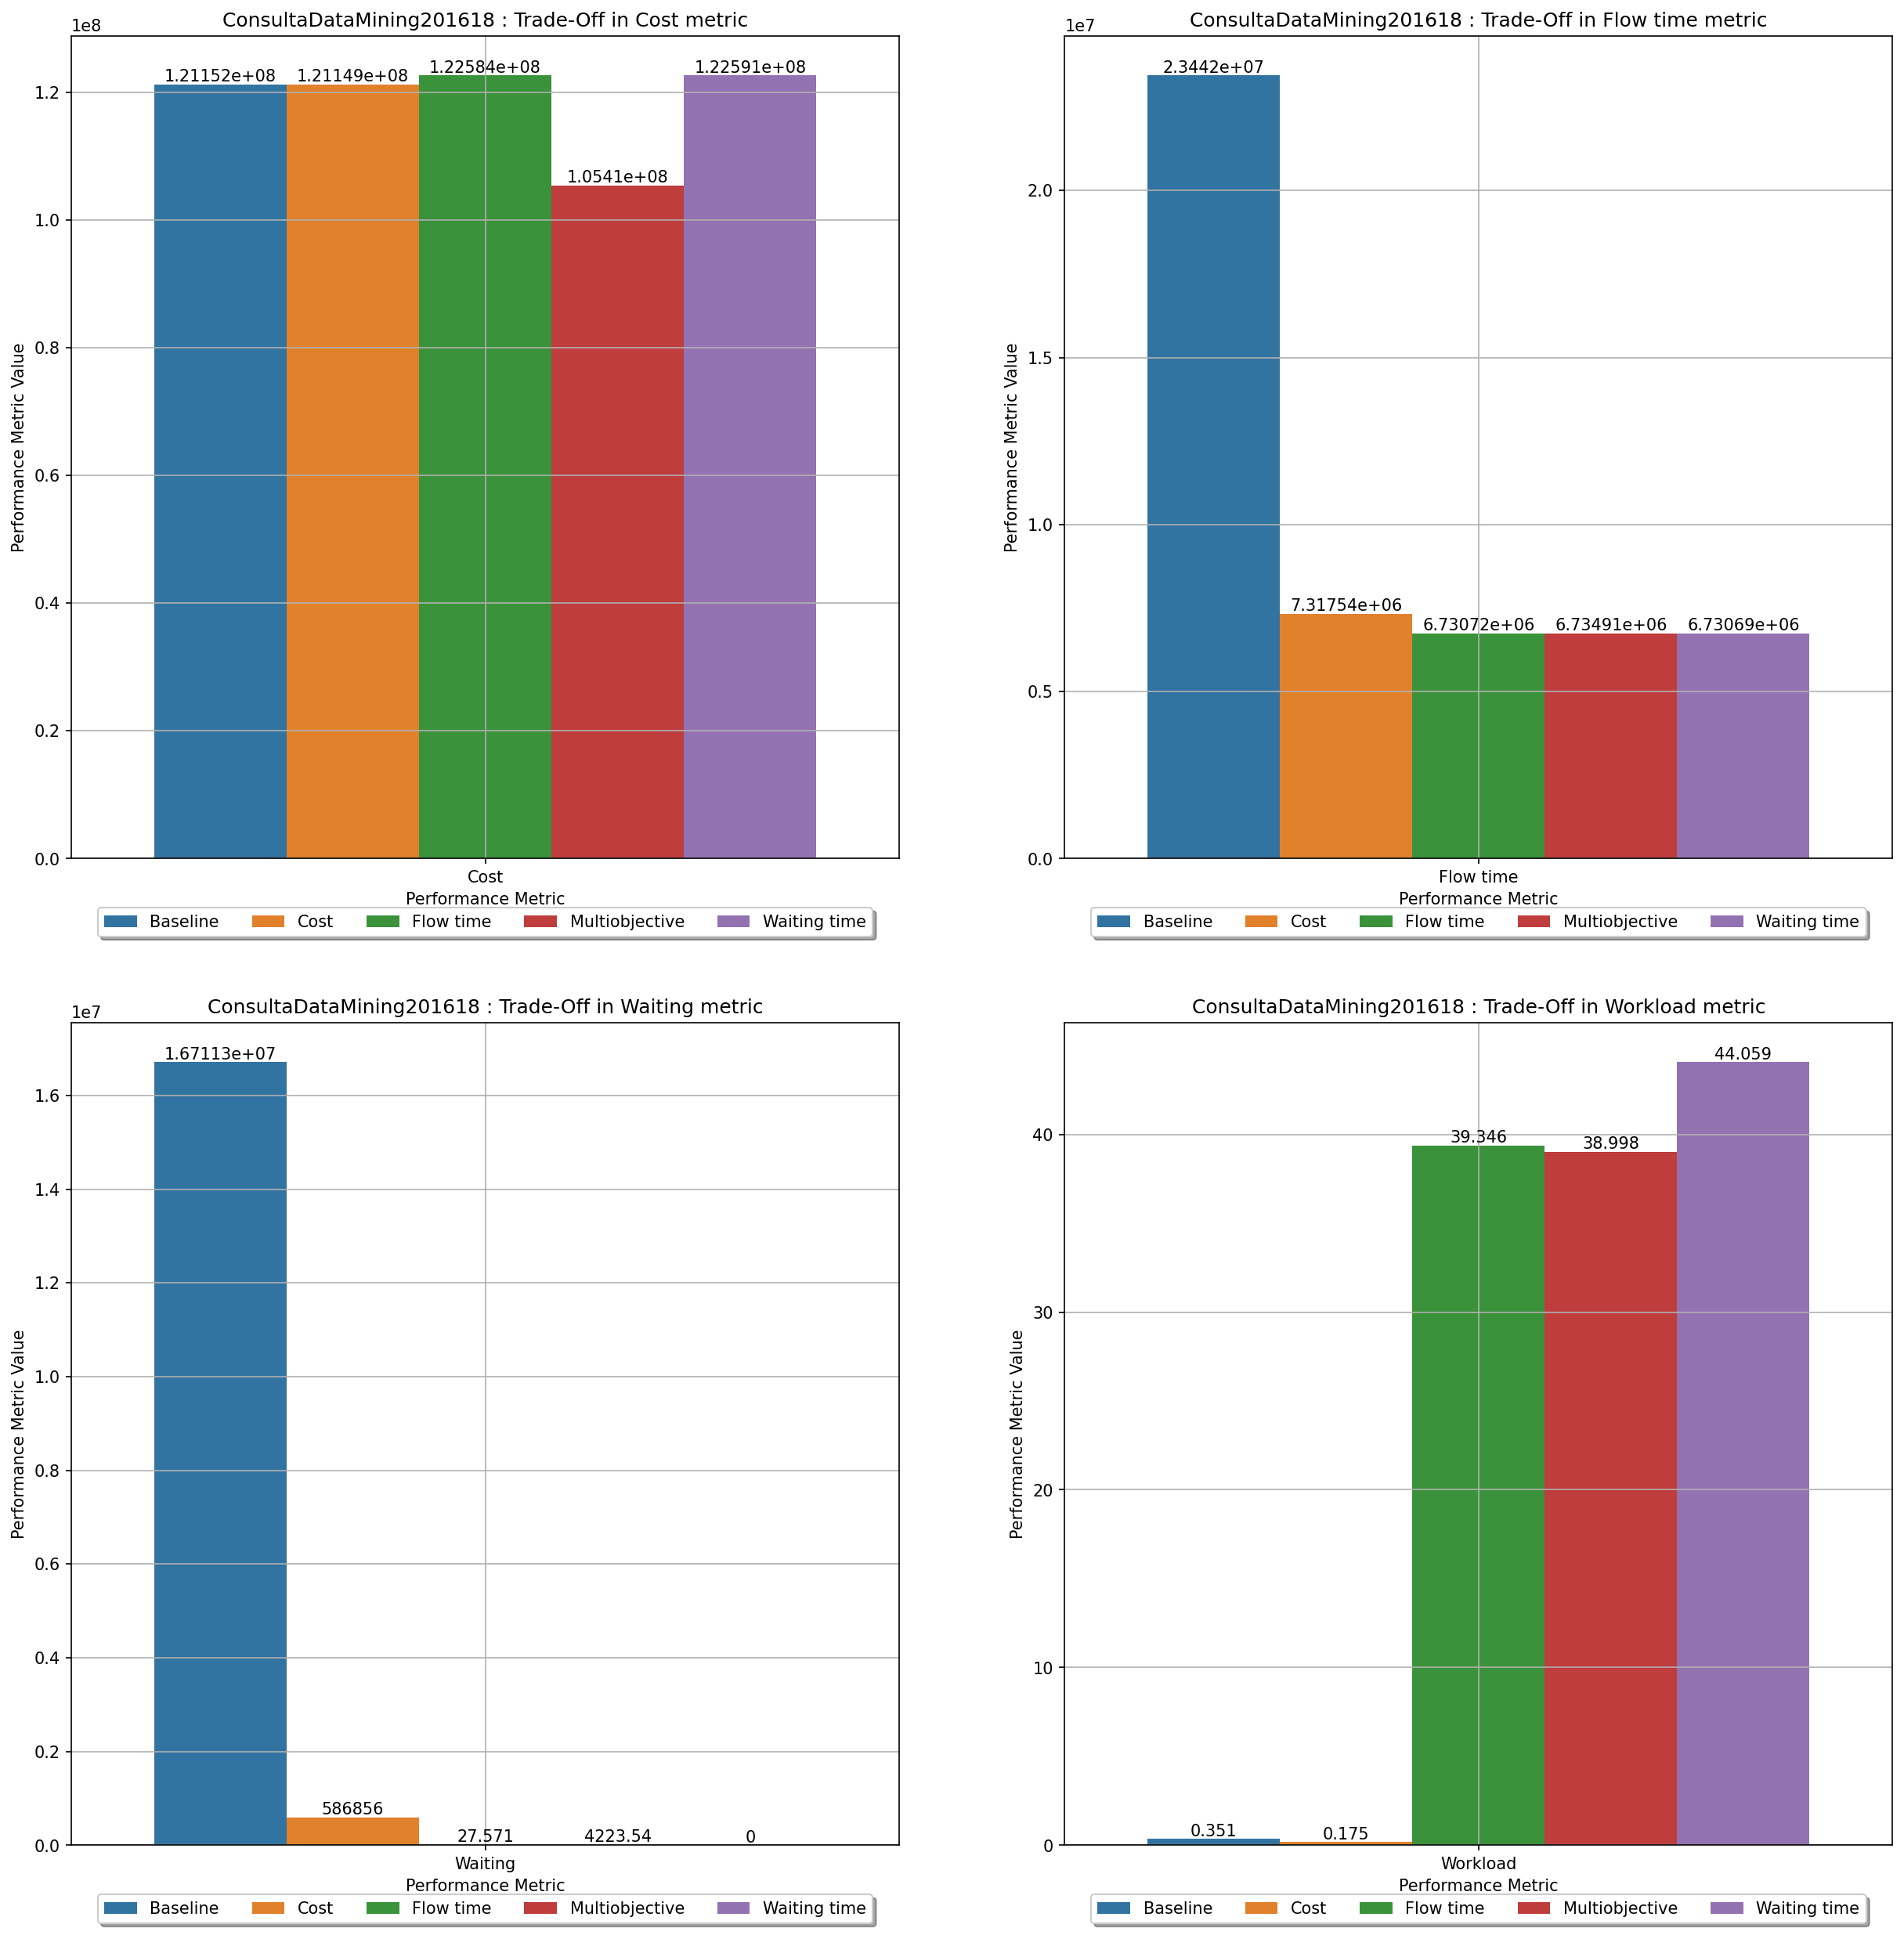 ConsultaDataMining201618 : Trade-Off in Cost metric
1e8
1.21152e+08 1.21149e+08 1.22584e+08 1.0541e+08 1.22591e+08
1.2
1.0
0.8
0.6
0.4
0.2
0.0
Performance Metric Value
Cost
Performance Metric
Baseline Cost Flow time Multiobjective Waiting time
ConsultaDataMining201618 : Trade-Off in Flow time metric
1e7
2.3442e+07 7.31754e+06 6.73072e+06 6.73491e+06 6.73069e+06
2.0
1.5
1.0
0.5
0.0
Performance Metric Value
Flow time
Performance Metric
Baseline Cost Flow time Multiobjective Waiting time
ConsultaDataMining201618 : Trade-Off in Waiting metric
1e7
1.67113e+07 586856 27.571 4223.54 0
1.6
1.4
1.2
1.0
0.8
0.6
0.4
0.2
0.0
Performance Metric Value
Waiting
Performance Metric
Baseline Cost Flow time Multiobjective Waiting time
ConsultaDataMining201618 : Trade-Off in Workload metric
0.351 0.175 39.346 38.998 44.059
40
30
20
10
0
Performance Metric Value
Workload
Performance Metric
Baseline Cost Flow time Multiobjective Waiting time